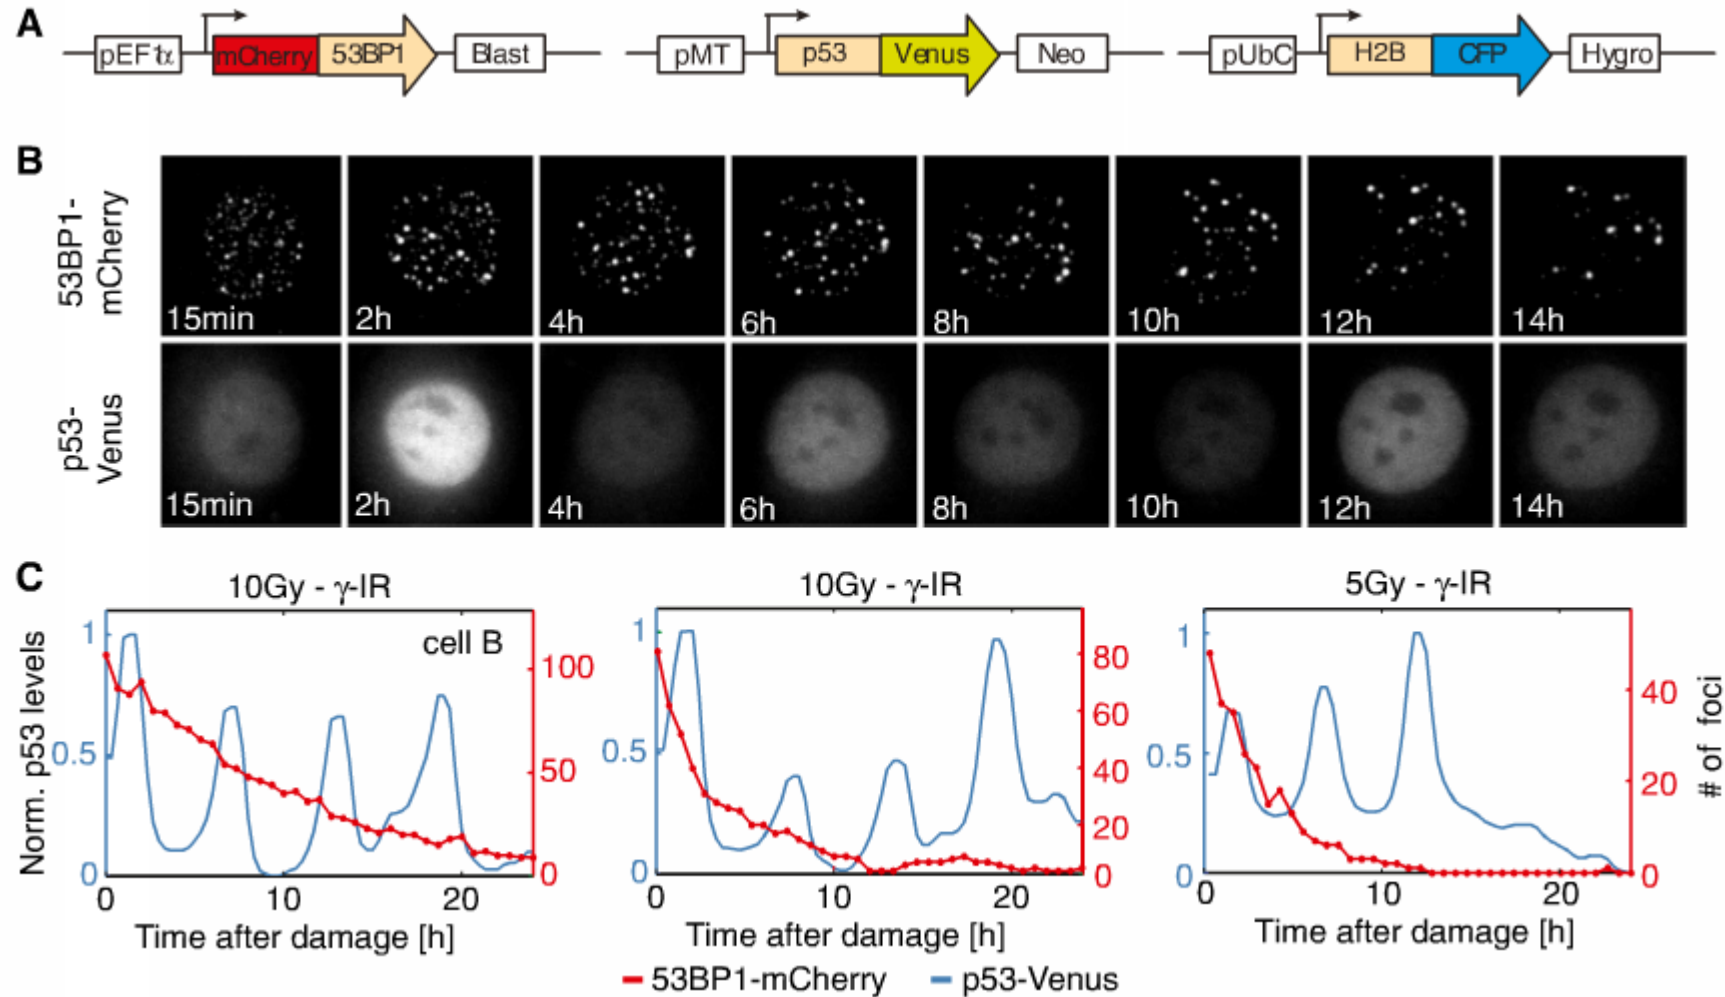 A
pEF1α mCherry 53BP1 Blast
pMT p53 Venus Neo
pUbC H2B CFP Hygro
B
53BP1-
mCherry
15min 2h 4h 6h 8h 10h 12h 14h
p53-
Venus
15min 2h 4h 6h 8h 10h 12h 14h
C
10Gy - γ-IR
10Gy - γ-IR
5Gy - γ-IR
Norm. p53 levels
1
0.5
0
cell B
100
50
0
0 10 20
Time after damage [h]
1
0.5
0
80
60
40
20
0
0 10 20
Time after damage [h]
1
0.5
0
40
20
0
# of foci
0 10 20
Time after damage [h]
53BP1-mCherry p53-Venus